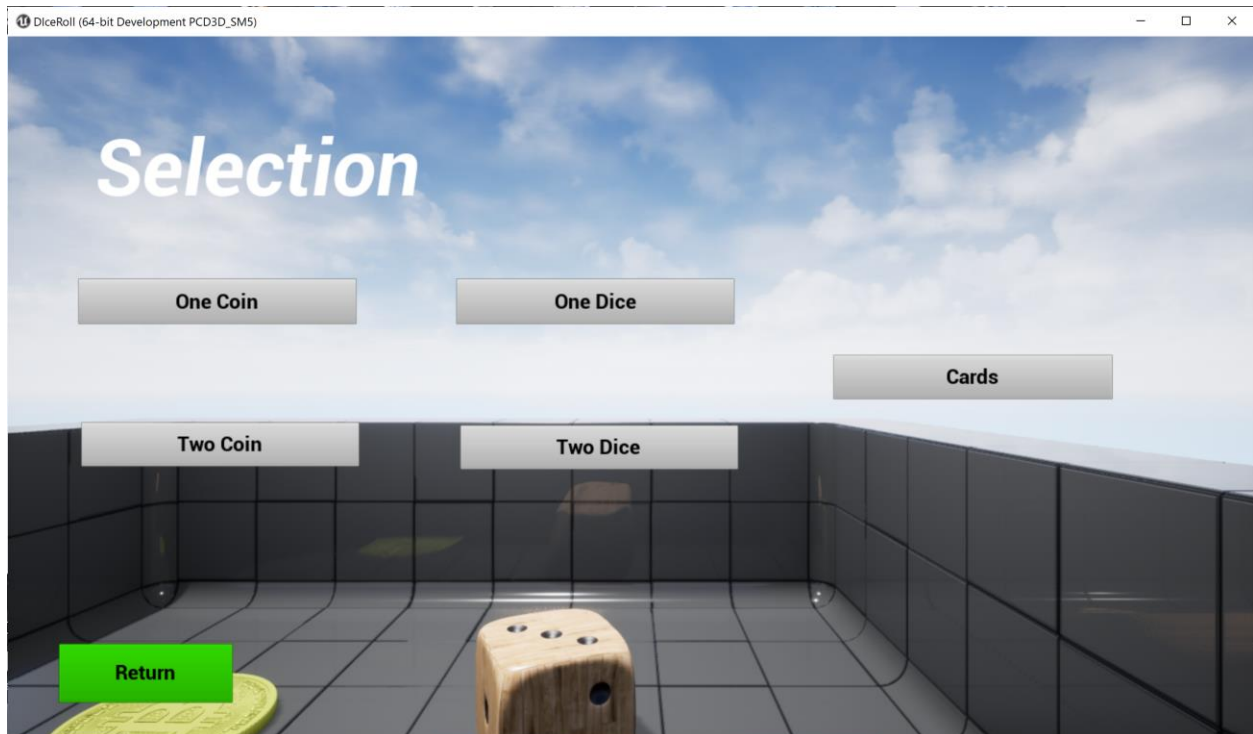 DIceRoll (64-bit Development PCD3D_SM5)
Selection
One Coin
One Dice
Cards
Two Coin
Two Dice
Return